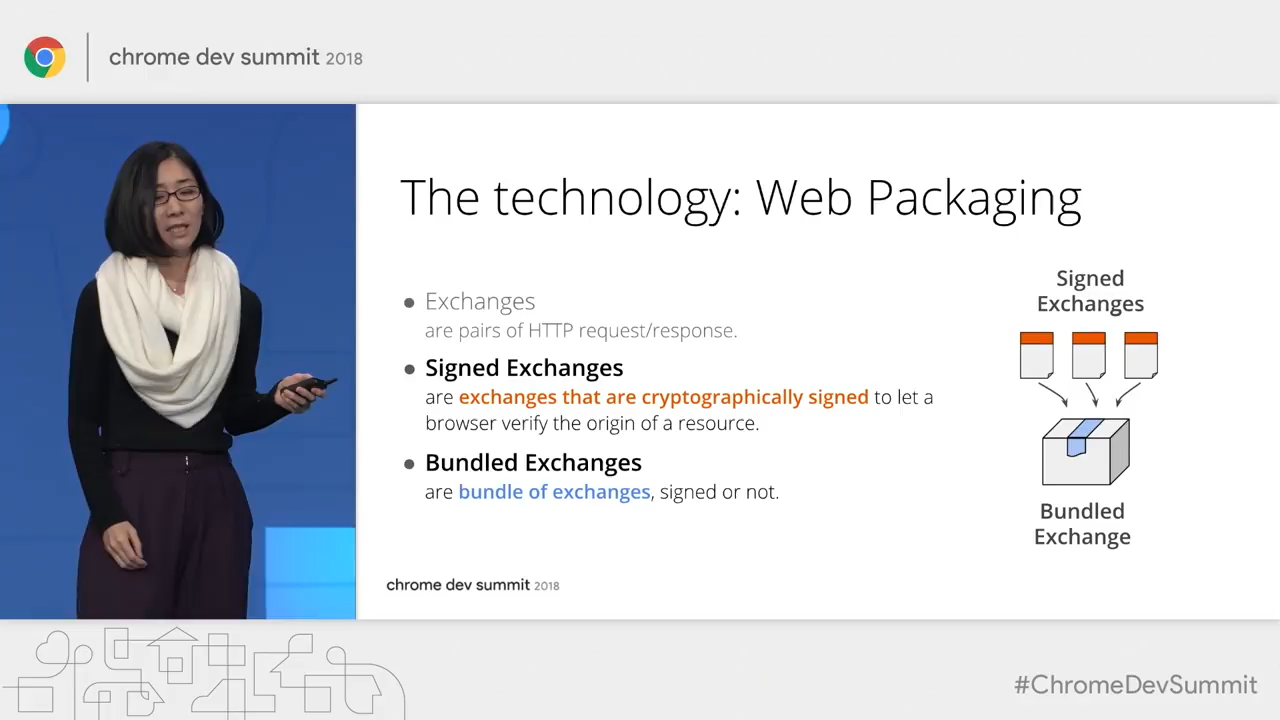 chrome dev summit 2018
The technology: Web Packaging
● Exchanges
are pairs of HTTP request/response.
● Signed Exchanges
are exchanges that are cryptographically signed to let a
browser verify the origin of a resource.
● Bundled Exchanges
are bundle of exchanges, signed or not.
Signed
Exchanges
Bundled
Exchange
chrome dev summit 2018
#ChromeDevSummit